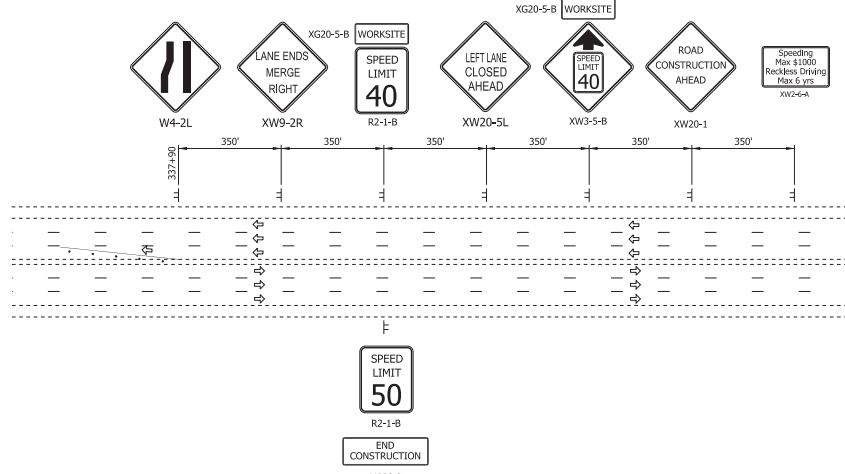 XG20-5-B WORKSITE
XG20-5-B WORKSITE
LANE ENDS
MERGE
RIGHT
SPEED
LIMIT
40
LEFT LANE
CLOSED
AHEAD
SPEED
LIMIT
40
ROAD
CONSTRUCTION
AHEAD
Speeding
Max $1000
Reckless Driving
Max 6 yrs
W4-2L
XW9-2R
R2-1-B
XW20-5L
XW3-5-B
XW20-1
XW2-6-A
337+90
350' 350' 350' 350' 350' 350'
SPEED
LIMIT
50
R2-1-B
END
CONSTRUCTION